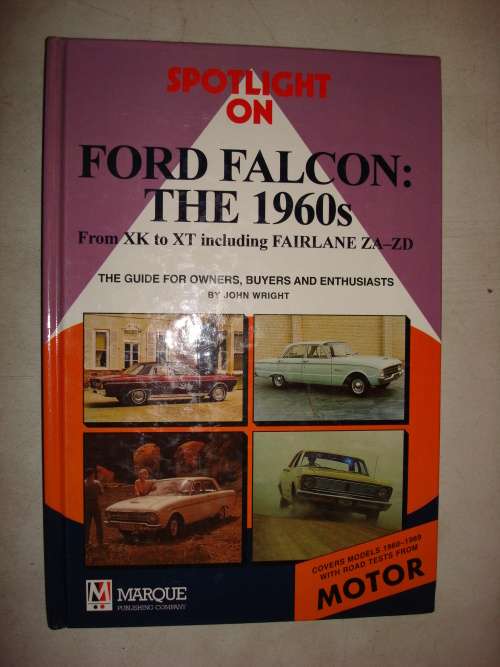 SPOTLIGHT
ON
FORD FALCON:
THE 1960s
From XK to XT including FAIRLANE ZA–ZD
THE GUIDE FOR OWNERS, BUYERS AND ENTHUSIASTS
BY JOHN WRIGHT
COVERS MODELS 1960–1969
WITH ROAD TESTS FROM
MOTOR
M MARQUE
PUBLISHING COMPANY